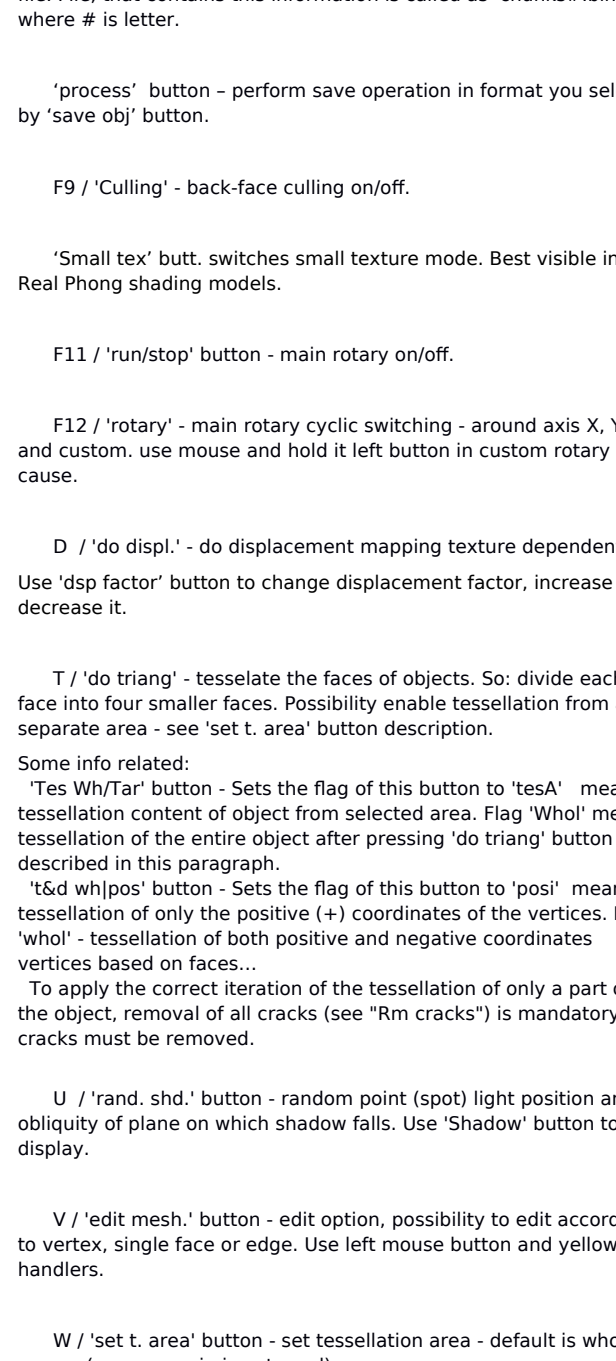 where # is letter.
‘process’  button – perform save operation in format you sel
by ‘save obj’ button.
F9 / 'Culling' - back-face culling on/off.
‘Small tex’ butt. switches small texture mode. Best visible in
Real Phong shading models.
F11 / 'run/stop' button - main rotary on/off.
F12 / 'rotary' - main rotary cyclic switching - around axis X, Y
and custom. use mouse and hold it left button in custom rotary
cause.
D  / 'do displ.' - do displacement mapping texture dependen
Use 'dsp factor’ button to change displacement factor, increase
decrease it.
T / 'do triang' - tesselate the faces of objects. So: divide each
face into four smaller faces. Possibility enable tessellation from
separate area - see 'set t. area' button description.
Some info related:
'Tes Wh/Tar' button - Sets the flag of this button to 'tesA'   mea
tessellation content of object from selected area. Flag 'Whol' me
tessellation of the entire object after pressing 'do triang' button
described in this paragraph.
't&d wh|pos' button - Sets the flag of this button to 'posi'  mean
tessellation of only the positive (+) coordinates of the vertices.
'whol' - tessellation of both positive and negative coordinates
vertices based on faces...
To apply the correct iteration of the tessellation of only a part
the object, removal of all cracks (see "Rm cracks") is mandatory
cracks must be removed.
U  / 'rand. shd.' button - random point (spot) light position an
obliquity of plane on which shadow falls. Use 'Shadow' button to
display.
V / 'edit mesh.' button - edit option, possibility to edit accord
to vertex, single face or edge. Use left mouse button and yellow
handlers.
W / 'set t. area' button - set tessellation area - default is who